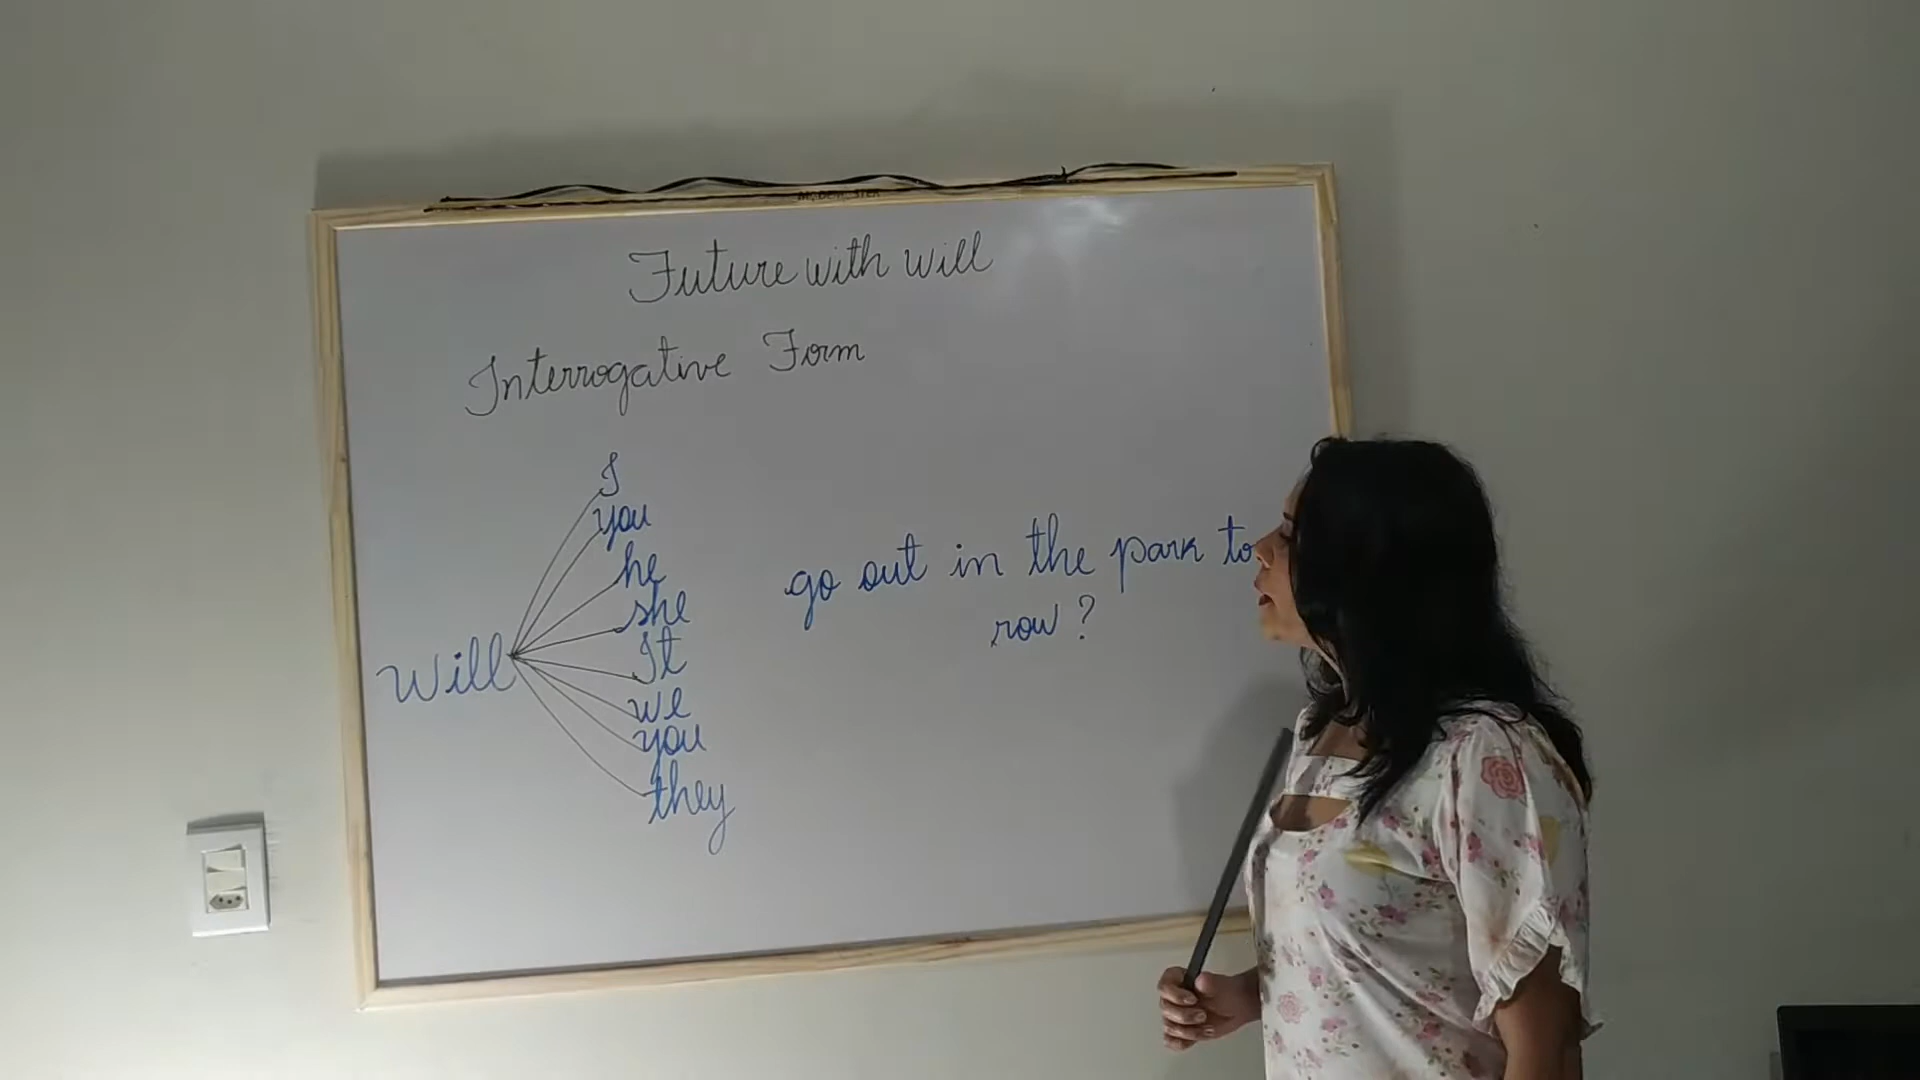 Future with will
Interrogative Form
I
you
he
she
It
we
you
they
Will
go out in the park to
row ?